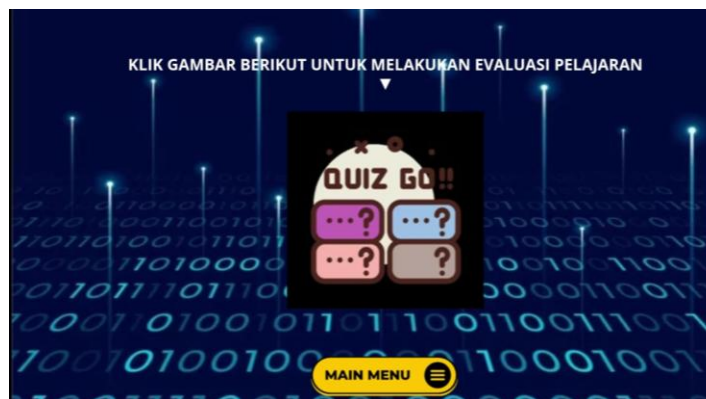 KLIK GAMBAR BERIKUT UNTUK MELAKUKAN EVALUASI PELAJARAN
QUIZ GO!!
...? ...?
...? ?
MAIN MENU